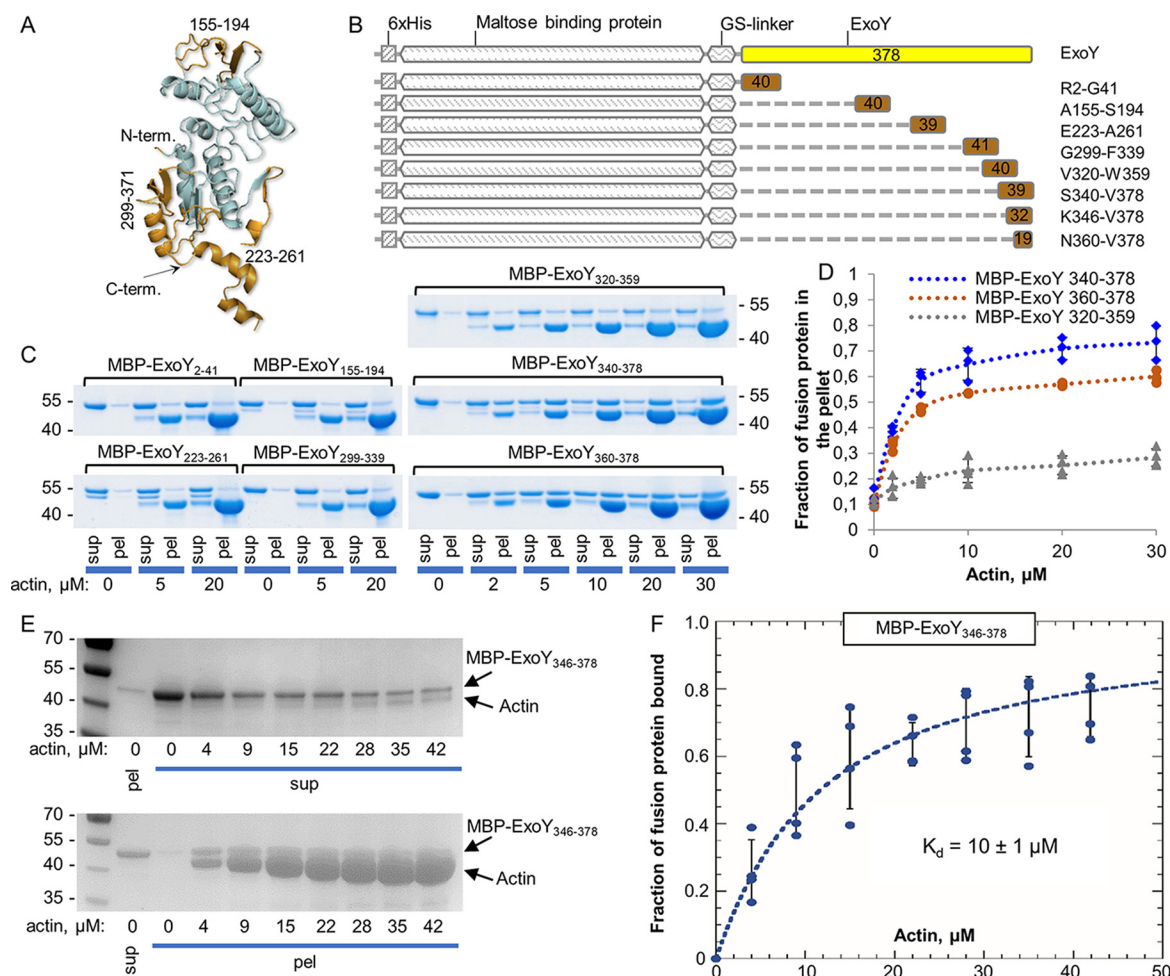 A
155-194
N-term.
299-371
223-261
C-term.
B
6xHis
Maltose binding protein
GS-linker
ExoY
378
ExoY
40
R2-G41
40
A155-S194
39
E223-A261
41
G299-F339
40
V320-W359
39
S340-V378
32
K346-V378
19
N360-V378
C
MBP-ExoY320-359
- 55
- 40
MBP-ExoY2-41
MBP-ExoY155-194
MBP-ExoY340-378
55 -
40 -
- 55
- 40
MBP-ExoY223-261
MBP-ExoY299-339
MBP-ExoY360-378
55 -
40 -
- 55
- 40
sup pel sup pel sup pel sup pel sup pel sup pel sup pel sup pel sup pel sup pel sup pel sup pel
actin, µM: 0 5 20 0 5 20 0 2 5 10 20 30
D
MBP-ExoY 340-378
MBP-ExoY 360-378
MBP-ExoY 320-359
Fraction of fusion protein in
the pellet
1
0,9
0,8
0,7
0,6
0,5
0,4
0,3
0,2
0,1
0
0 10 20 30
Actin, µM
E
70 -
55 -
40 -
35 -
MBP-ExoY346-378
Actin
actin, µM: 0 0 4 9 15 22 28 35 42
pel
sup
70 -
55 -
40 -
35 -
MBP-ExoY346-378
Actin
actin, µM: 0 0 4 9 15 22 28 35 42
sup
pel
F
MBP-ExoY346-378
Fraction of fusion protein bound
1.0
0.8
0.6
0.4
0.2
0
Kd = 10 ± 1 µM
Actin, µM
0 10 20 30 40 50